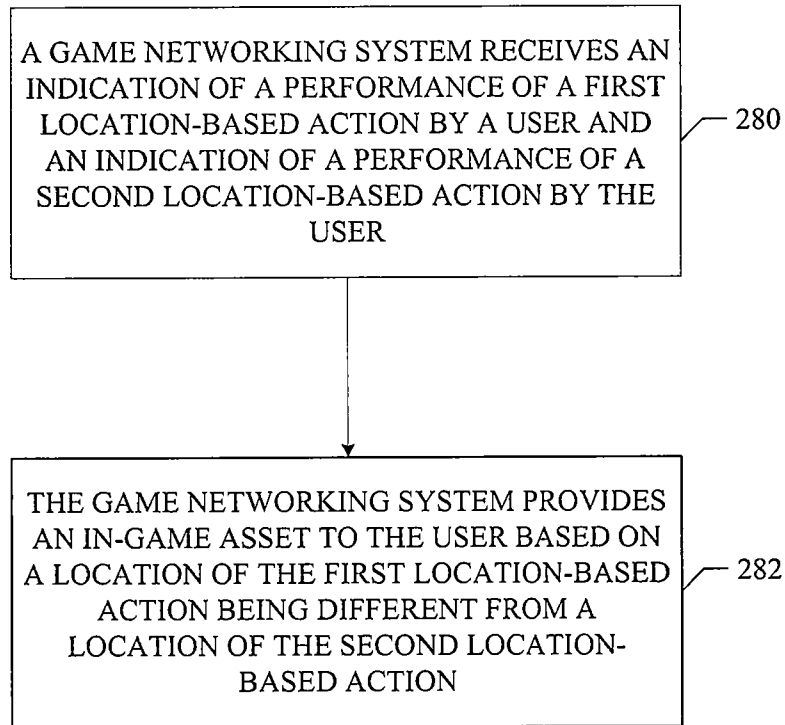 A GAME NETWORKING SYSTEM RECEIVES AN
INDICATION OF A PERFORMANCE OF A FIRST
LOCATION-BASED ACTION BY A USER AND
AN INDICATION OF A PERFORMANCE OF A
SECOND LOCATION-BASED ACTION BY THE
USER
280
THE GAME NETWORKING SYSTEM PROVIDES
AN IN-GAME ASSET TO THE USER BASED ON
A LOCATION OF THE FIRST LOCATION-BASED
ACTION BEING DIFFERENT FROM A
LOCATION OF THE SECOND LOCATION-
BASED ACTION
282